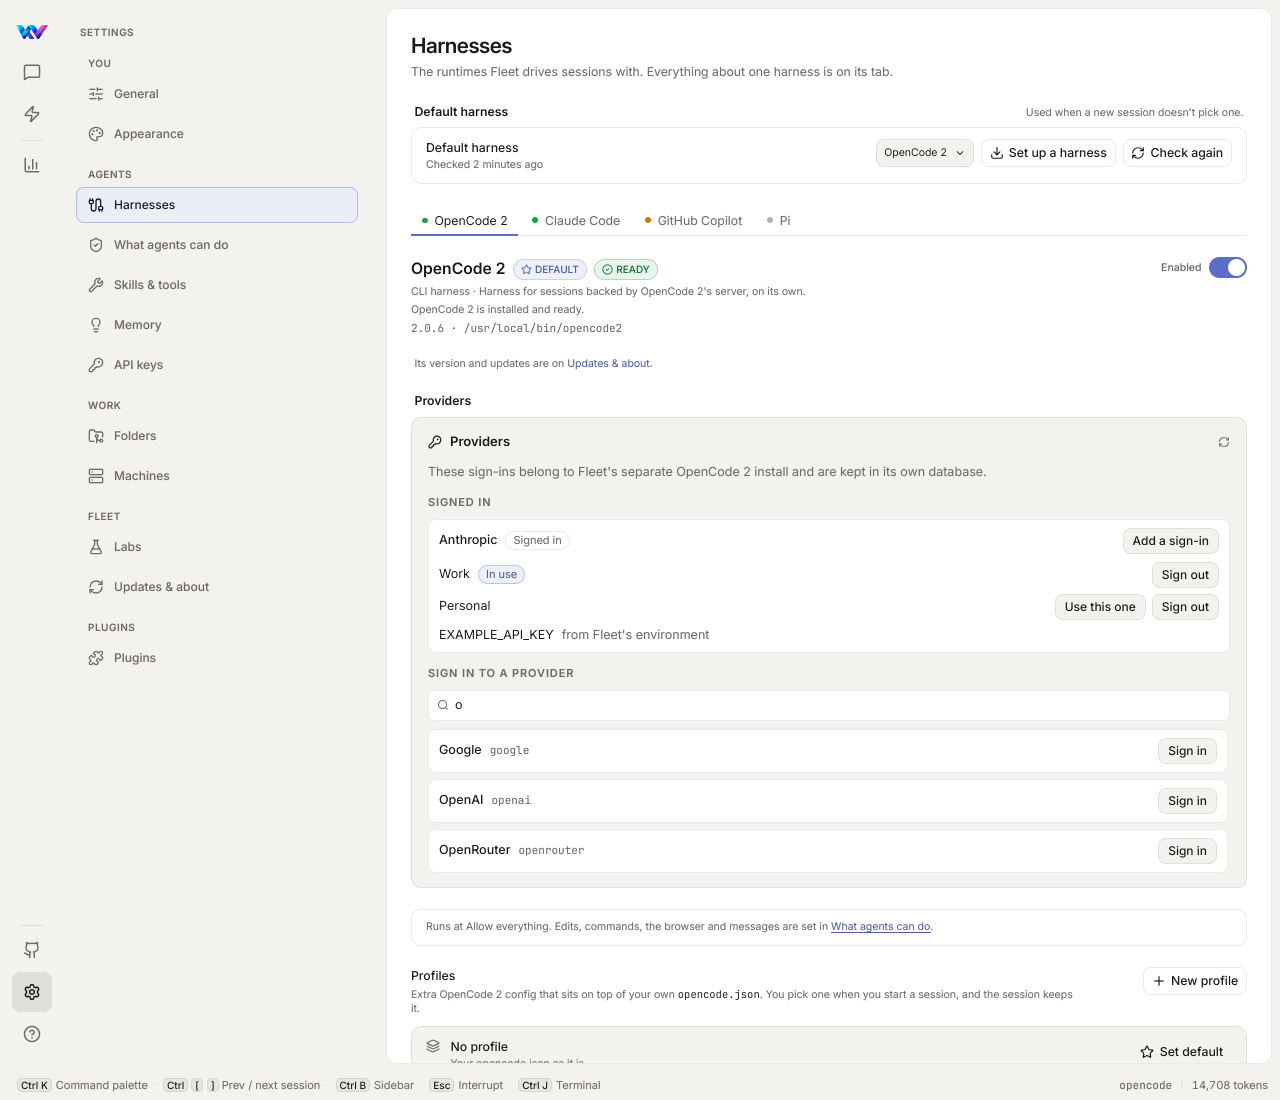 SETTINGS
YOU
General
Appearance
AGENTS
Harnesses
What agents can do
Skills & tools
Memory
API keys
WORK
Folders
Machines
FLEET
Labs
Updates & about
PLUGINS
Plugins
Harnesses
The runtimes Fleet drives sessions with. Everything about one harness is on its tab.
Default harness
Used when a new session doesn't pick one.
Default harness
Checked 2 minutes ago
OpenCode 2
Set up a harness
Check again
OpenCode 2
Claude Code
GitHub Copilot
Pi
OpenCode 2
DEFAULT
READY
Enabled
CLI harness · Harness for sessions backed by OpenCode 2's server, on its own.
OpenCode 2 is installed and ready.
2.0.6 · /usr/local/bin/opencode2
Its version and updates are on Updates & about.
Providers
Providers
These sign-ins belong to Fleet's separate OpenCode 2 install and are kept in its own database.
SIGNED IN
Anthropic Signed in
Add a sign-in
Work In use
Sign out
Personal
Use this one
Sign out
EXAMPLE_API_KEY from Fleet's environment
SIGN IN TO A PROVIDER
o
Google google
Sign in
OpenAI openai
Sign in
OpenRouter openrouter
Sign in
Runs at Allow everything. Edits, commands, the browser and messages are set in What agents can do.
Profiles
Extra OpenCode 2 config that sits on top of your own opencode.json. You pick one when you start a session, and the session keeps
it.
New profile
No profile
Your opencode.json as it is.
Set default
Ctrl K Command palette
Ctrl [ ] Prev / next session
Ctrl B Sidebar
Esc Interrupt
Ctrl J Terminal
opencode
14,708 tokens